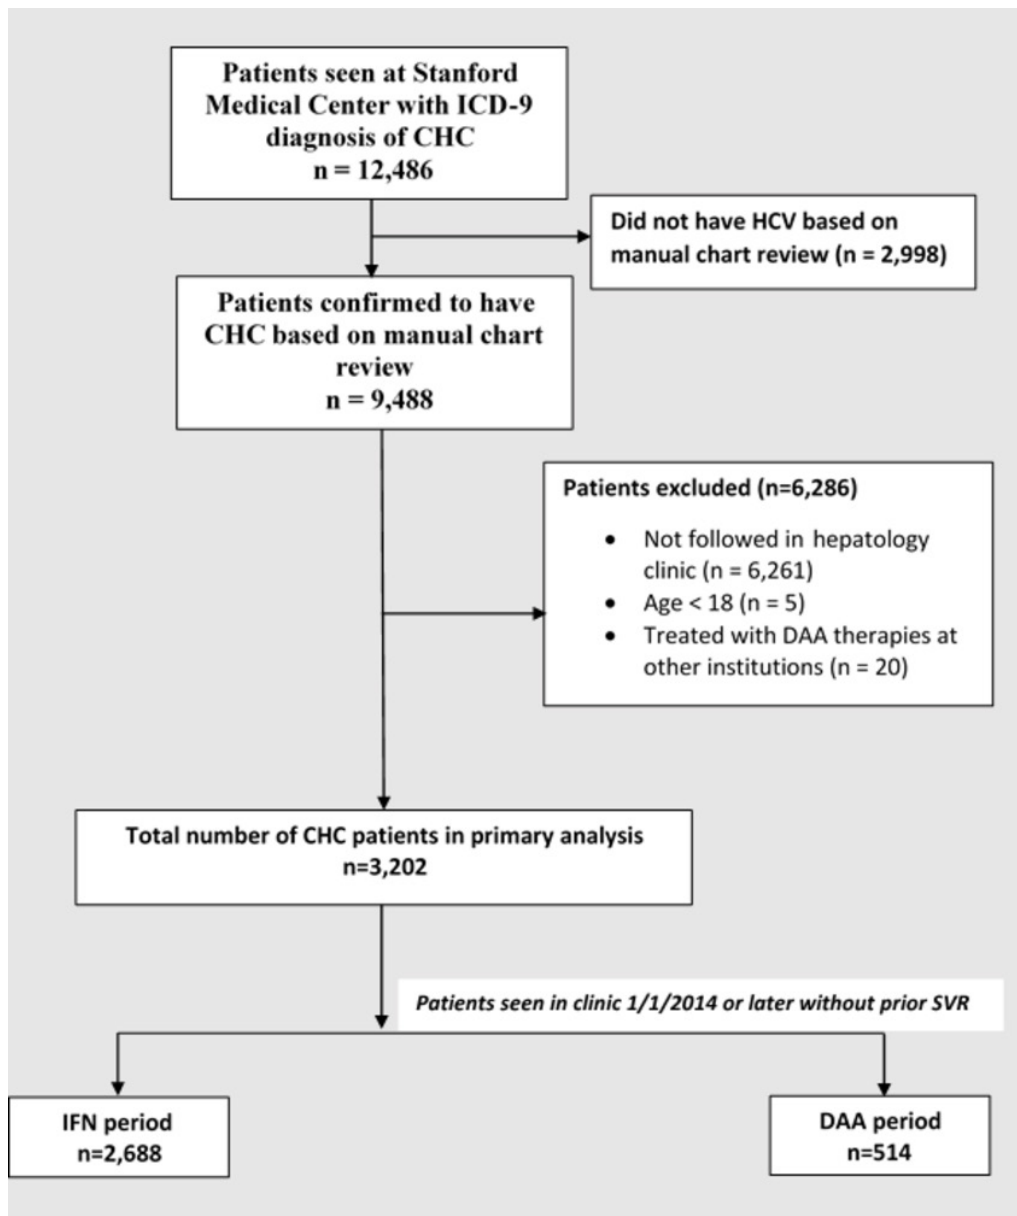 Patients seen at Stanford
Medical Center with ICD-9
diagnosis of CHC
n = 12,486
Did not have HCV based on
manual chart review (n = 2,998)
Patients confirmed to have
CHC based on manual chart
review
n = 9,488
Patients excluded (n=6,286)
• Not followed in hepatology
clinic (n = 6,261)
• Age < 18 (n = 5)
• Treated with DAA therapies at
other institutions (n = 20)
Total number of CHC patients in primary analysis
n=3,202
Patients seen in clinic 1/1/2014 or later without prior SVR
IFN period
n=2,688
DAA period
n=514